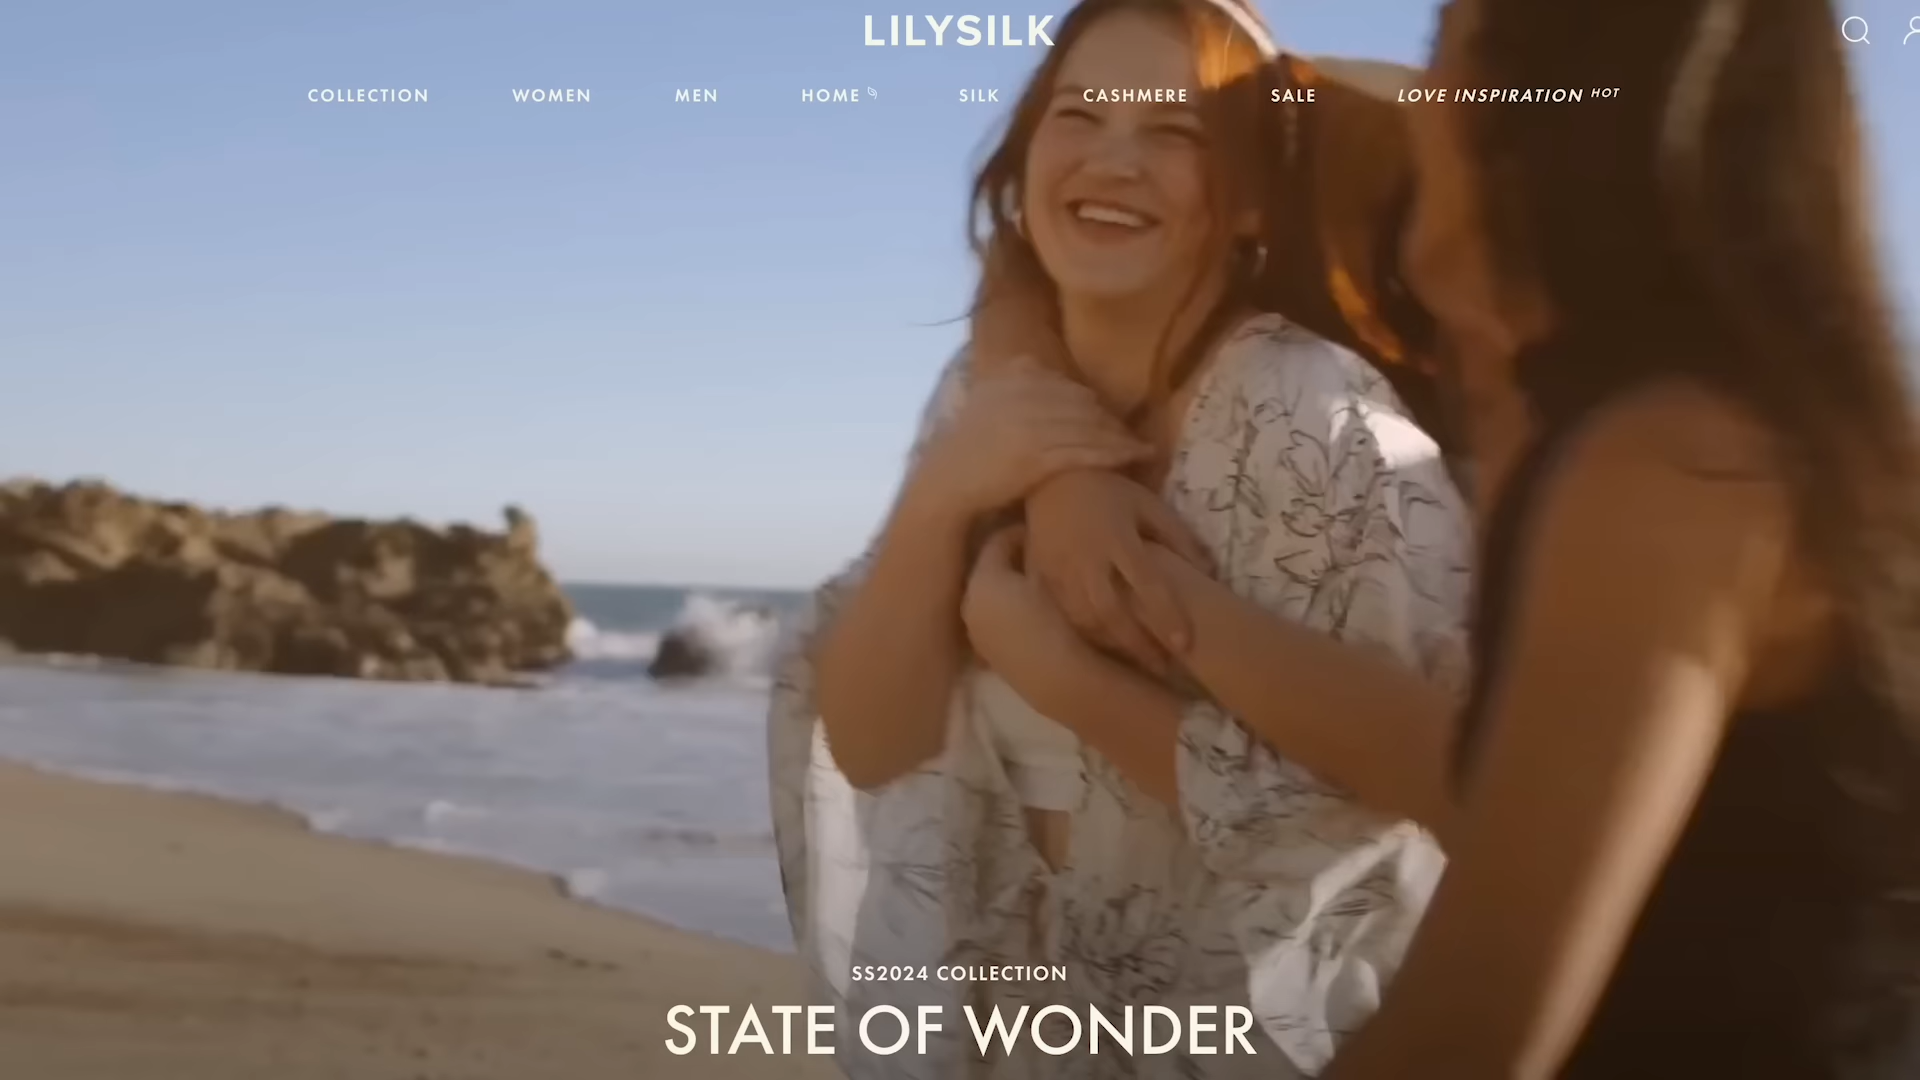 LILYSILK
COLLECTION WOMEN MEN HOME SILK CASHMERE SALE LOVE INSPIRATION HOT
SS2024 COLLECTION
STATE OF WONDER